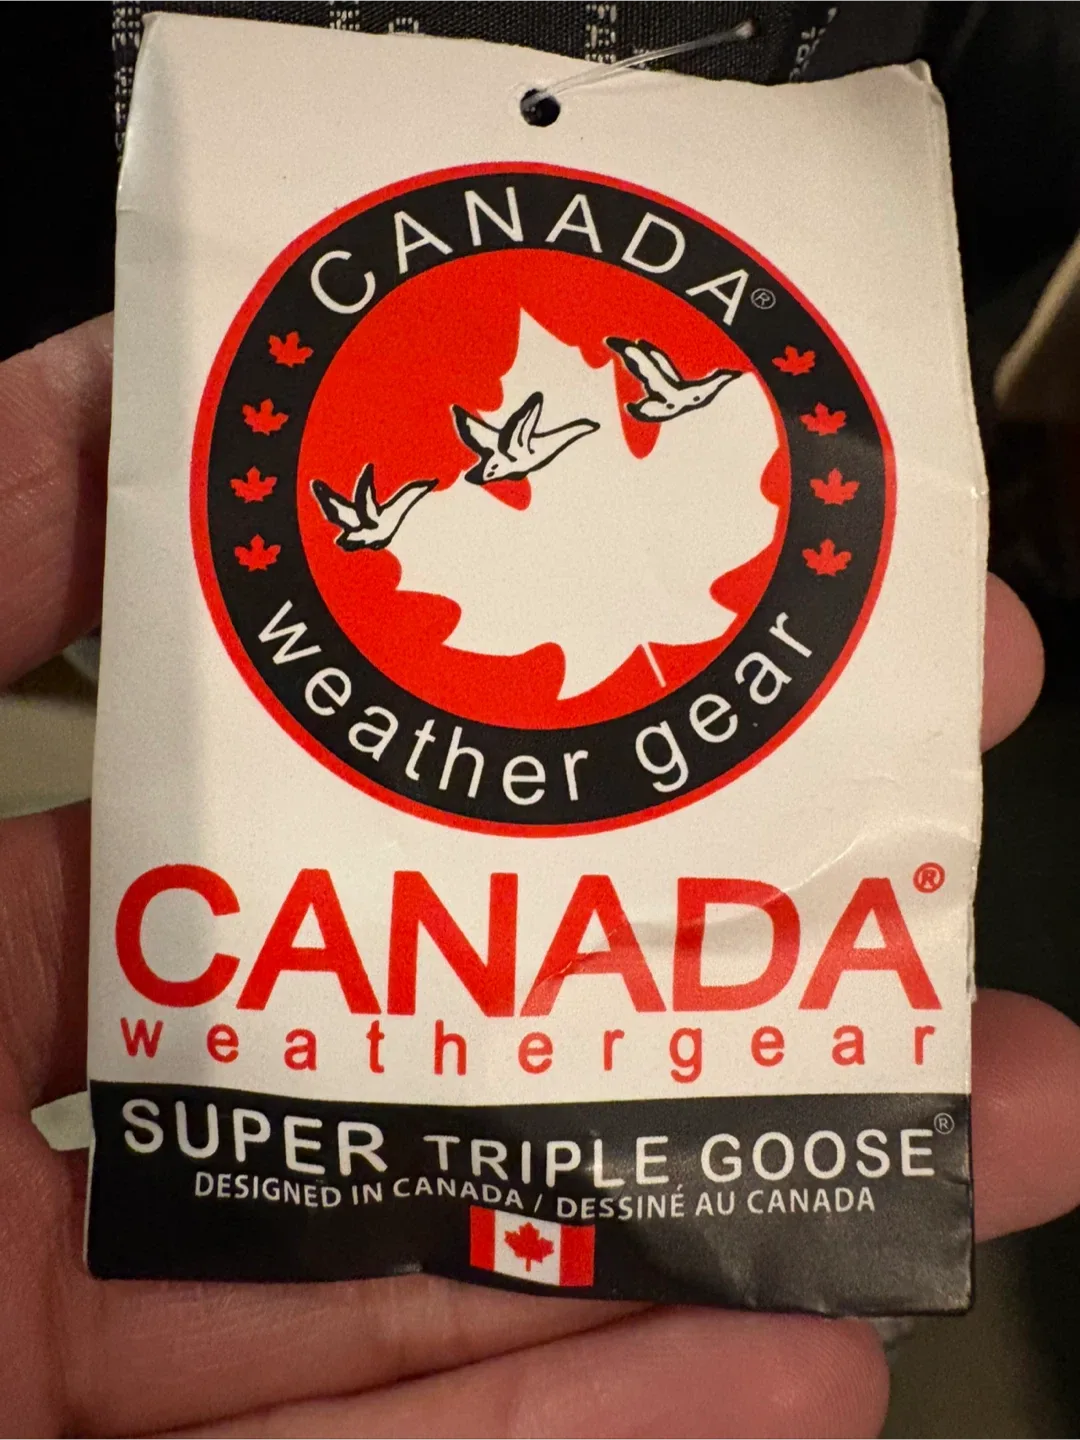 CANADA®
weather gear
CANADA®
weathergear
SUPER TRIPLE GOOSE®
DESIGNED IN CANADA / DESSINÉ AU CANADA